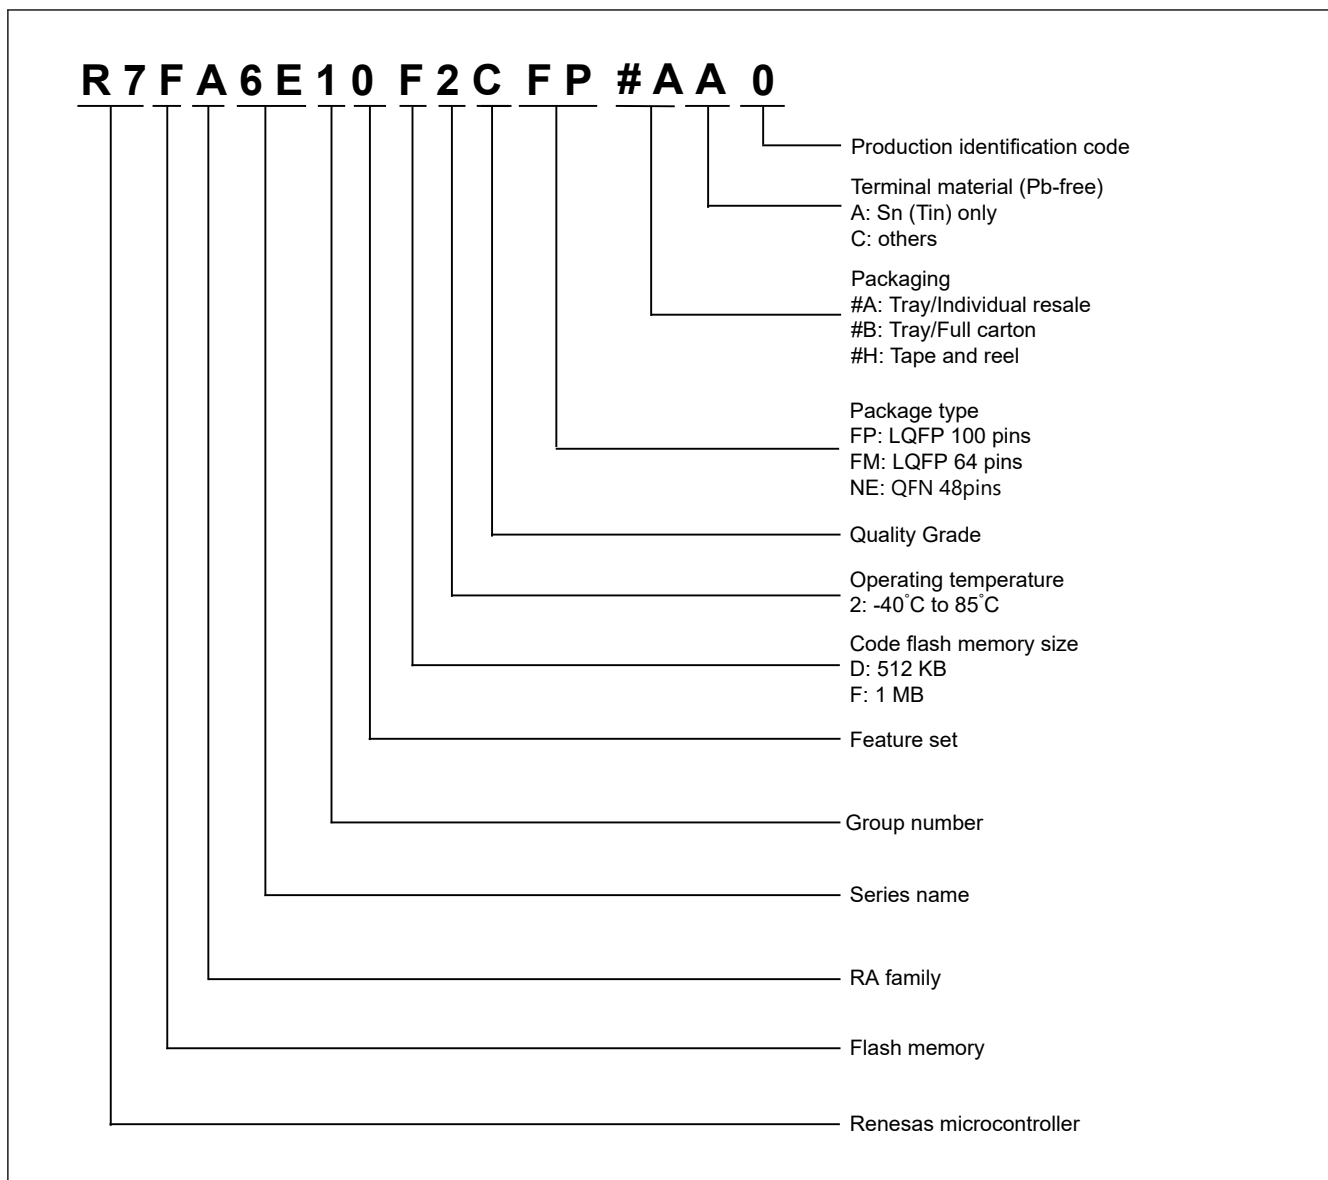 R7FA6E10F2CFP#AA0
Production identification code
Terminal material (Pb-free)
A: Sn (Tin) only
C: others
Packaging
#A: Tray/Individual resale
#B: Tray/Full carton
#H: Tape and reel
Package type
FP: LQFP 100 pins
FM: LQFP 64 pins
NE: QFN 48pins
Quality Grade
Operating temperature
2: -40°C to 85°C
Code flash memory size
D: 512 KB
F: 1 MB
Feature set
Group number
Series name
RA family
Flash memory
Renesas microcontroller